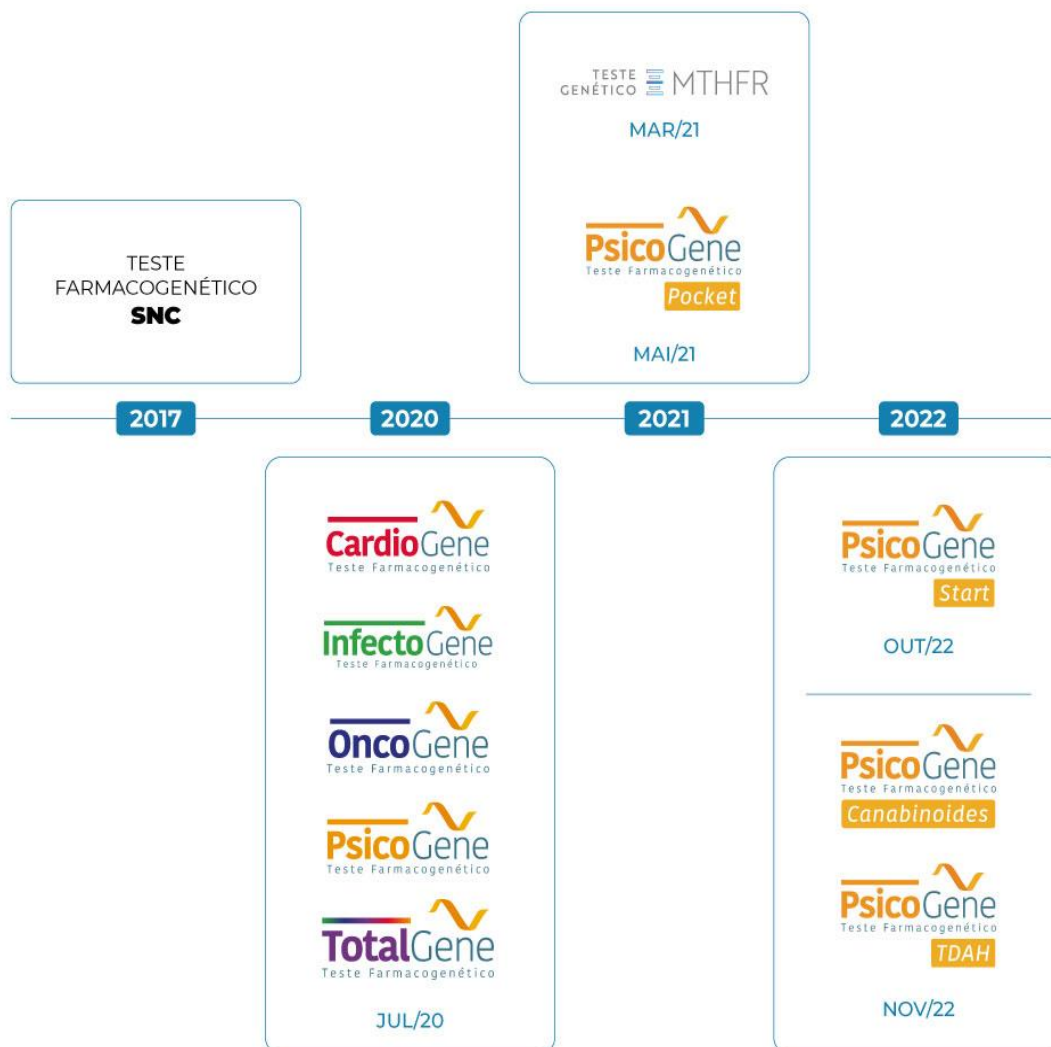 TESTE
GENÉTICO MTHFR
MAR/21
PsicoGene
Teste Farmacogenético
Pocket
MAI/21
TESTE
FARMACOGENÉTICO
SNC
2017
2020
2021
2022
CardioGene
Teste Farmacogenético
InfectoGene
Teste Farmacogenético
OncoGene
Teste Farmacogenético
PsicoGene
Teste Farmacogenético
TotalGene
Teste Farmacogenético
JUL/20
PsicoGene
Teste Farmacogenético
Start
OUT/22
PsicoGene
Teste Farmacogenético
Canabinoides
PsicoGene
Teste Farmacogenético
TDAH
NOV/22